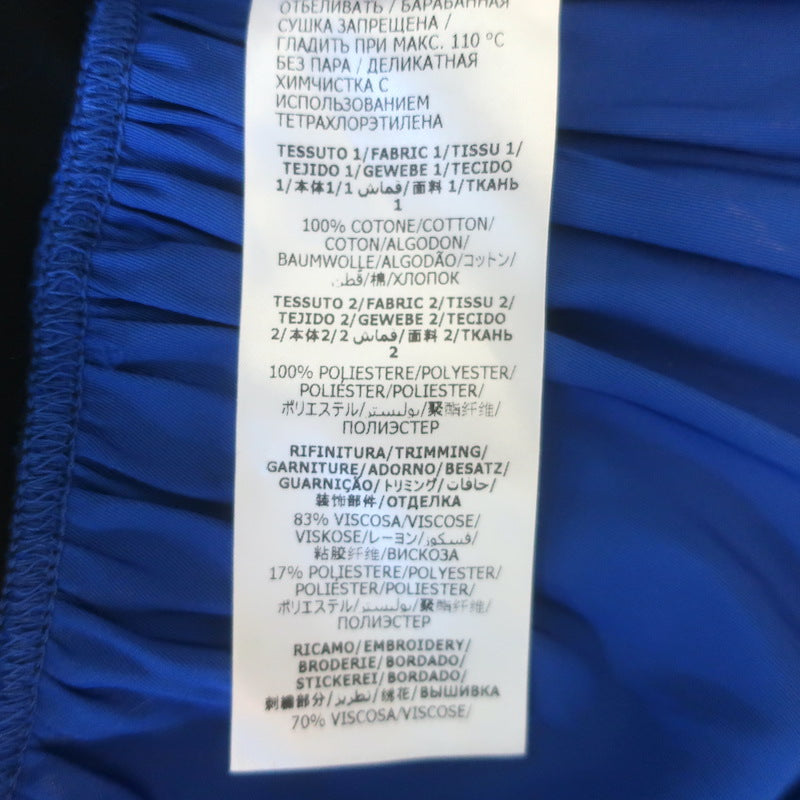 ОТБЕЛИВАТЬ / БАРАБАННАЯ
СУШКА ЗАПРЕЩЕНА /
ГЛАДИТЬ ПРИ МАКС. 110 °C
БЕЗ ПАРА / ДЕЛИКАТНАЯ
ХИМЧИСТКА С
ИСПОЛЬЗОВАНИЕМ
ТЕТРАХЛОРЭТИЛЕНА
TESSUTO 1/FABRIC 1/TISSU 1/
TEJIDO 1/GEWEBE 1/TECIDO
1/本体1/1 قماش/面料 1/ТКАНЬ
1
100% COTONE/COTTON/
COTON/ALGODON/
BAUMWOLLE/ALGODÃO/コットン/
قطن/棉/ХЛОПОК
TESSUTO 2/FABRIC 2/TISSU 2/
TEJIDO 2/GEWEBE 2/TECIDO
2/本体2/2 قماش/面料 2/ТКАНЬ
2
100% POLIESTERE/POLYESTER/
POLIÉSTER/POLIESTER/
ポリエステル/بوليستر/聚酯纤维/
ПОЛИЭСТЕР
RIFINITURA/TRIMMING/
GARNITURE/ADORNO/BESATZ/
GUARNIÇÃO/トリミング/حافات/
装饰部件/ОТДЕЛКА
83% VISCOSA/VISCOSE/
VISKOSE/レーヨン/فسكوز/
粘胶纤维/ВИСКОЗА
17% POLIESTERE/POLYESTER/
POLIÉSTER/POLIESTER/
ポリエステル/بوليستر/聚酯纤维/
ПОЛИЭСТЕР
RICAMO/EMBROIDERY/
BRODERIE/BORDADO/
STICKEREI/BORDADO/
刺繍部分/تطريز/绣花/ВЫШИВКА
70% VISCOSA/VISCOSE/